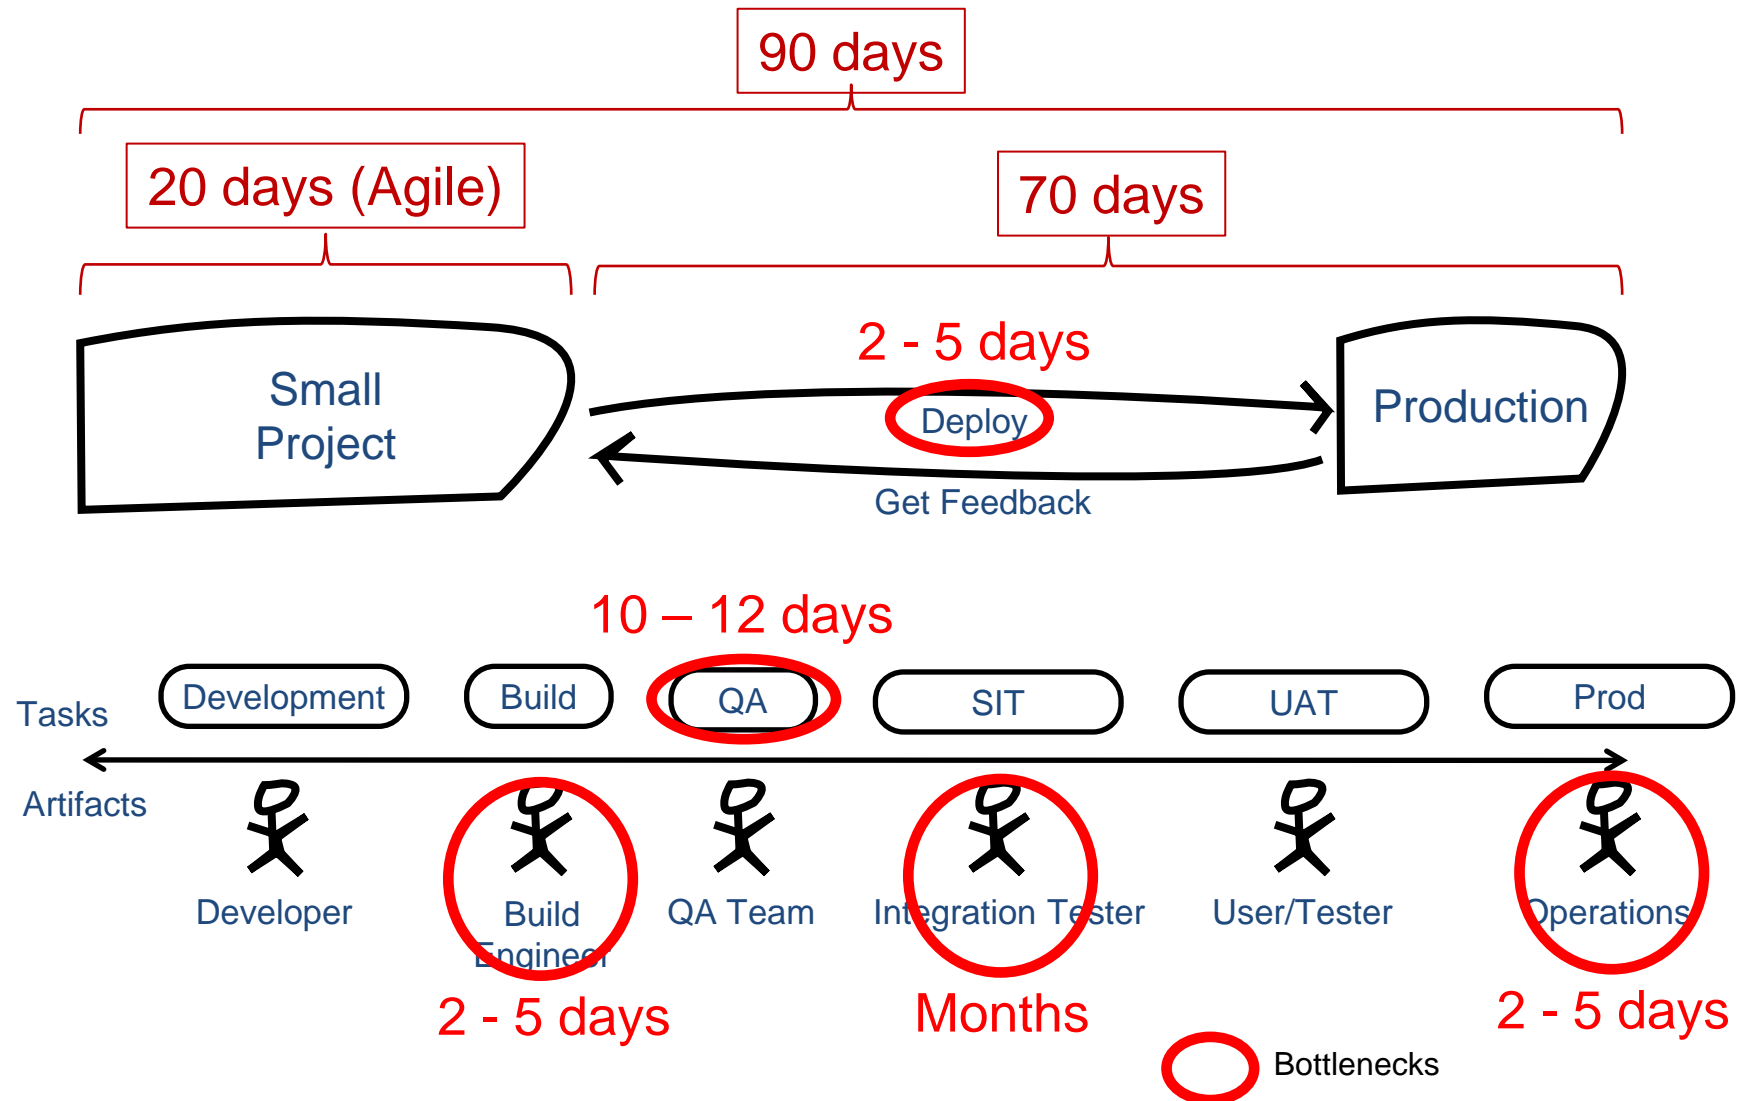 90 days
20 days (Agile)
70 days
2 - 5 days
Small
Project
Deploy
Production
Get Feedback
10 – 12 days
Tasks
Development
Build
QA
SIT
UAT
Prod
Artifacts
Developer
Build
Engineer
QA Team
Integration Tester
User/Tester
Operations
2 - 5 days
Months
2 - 5 days
Bottlenecks